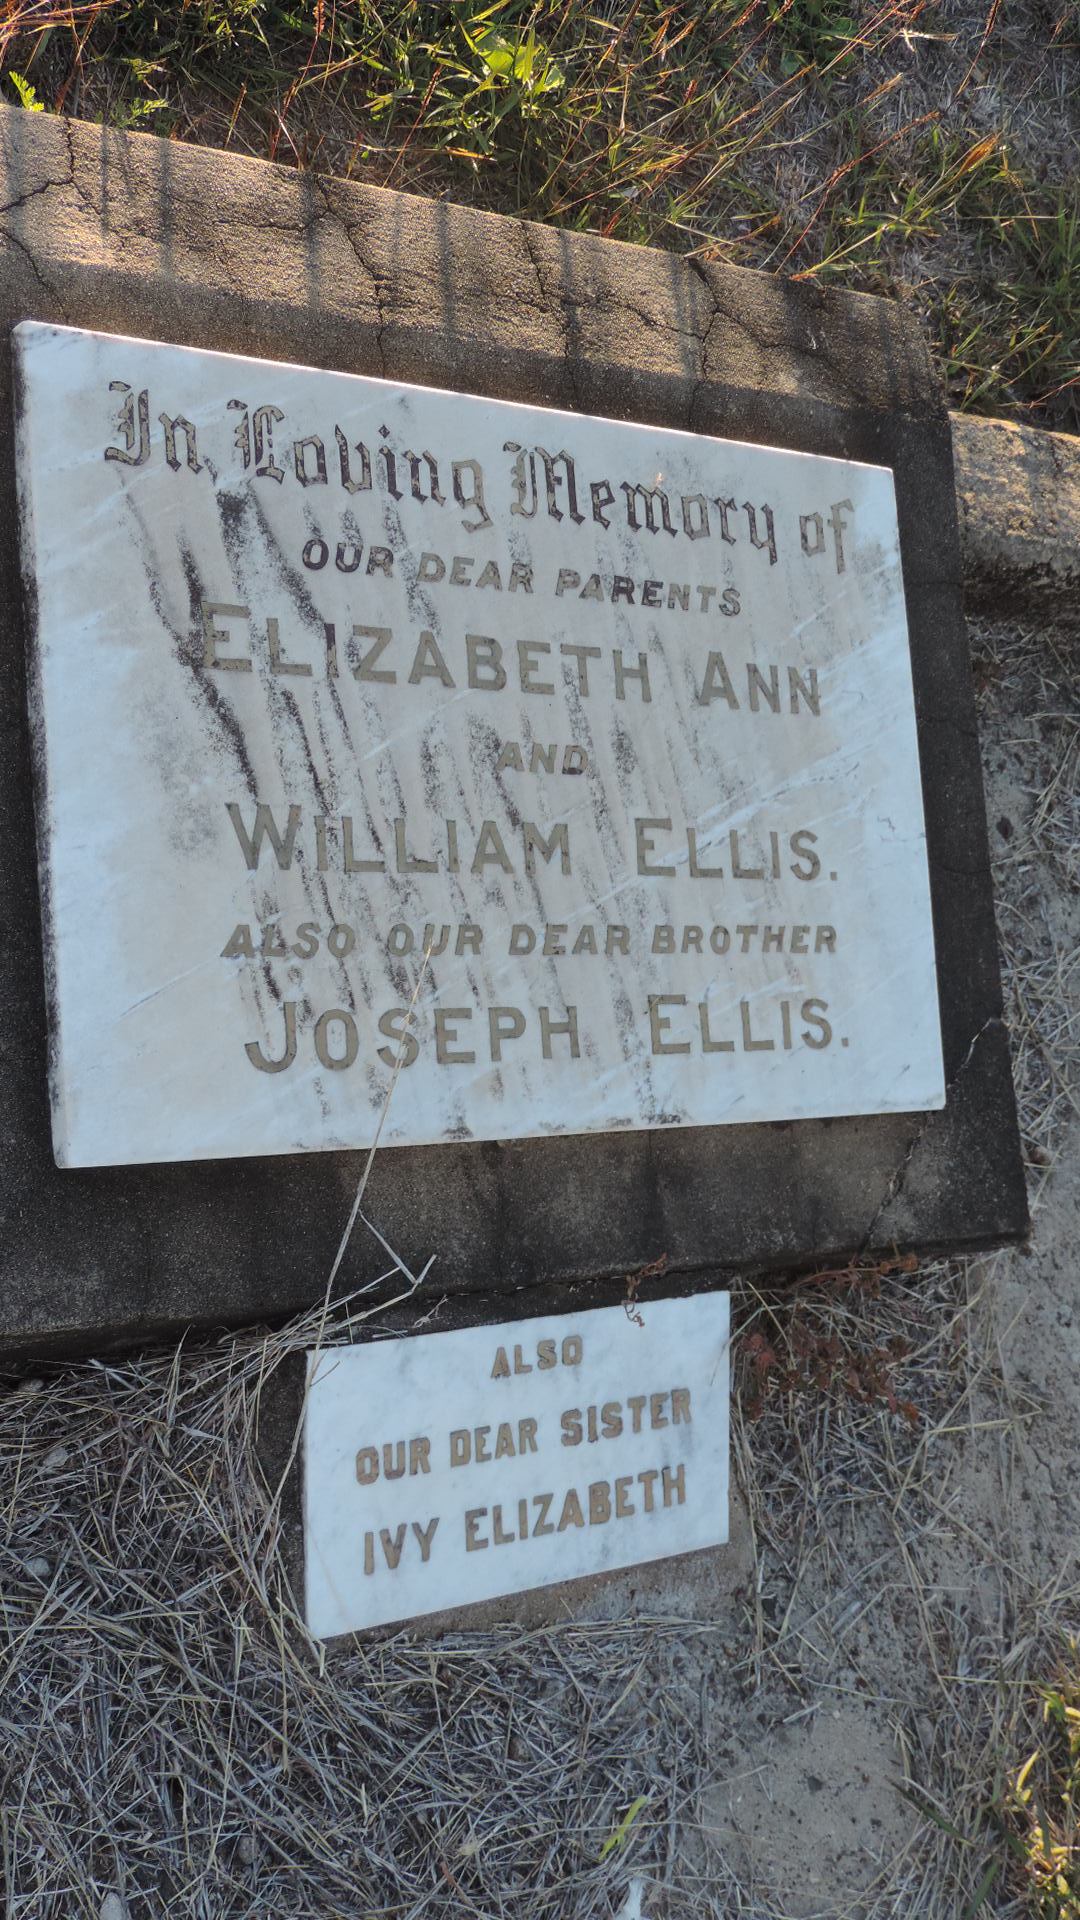 In Loving Memory of
OUR DEAR PARENTS
ELIZABETH ANN
AND
WILLIAM ELLIS.
ALSO OUR DEAR BROTHER
JOSEPH ELLIS.
ALSO
OUR DEAR SISTER
IVY ELIZABETH